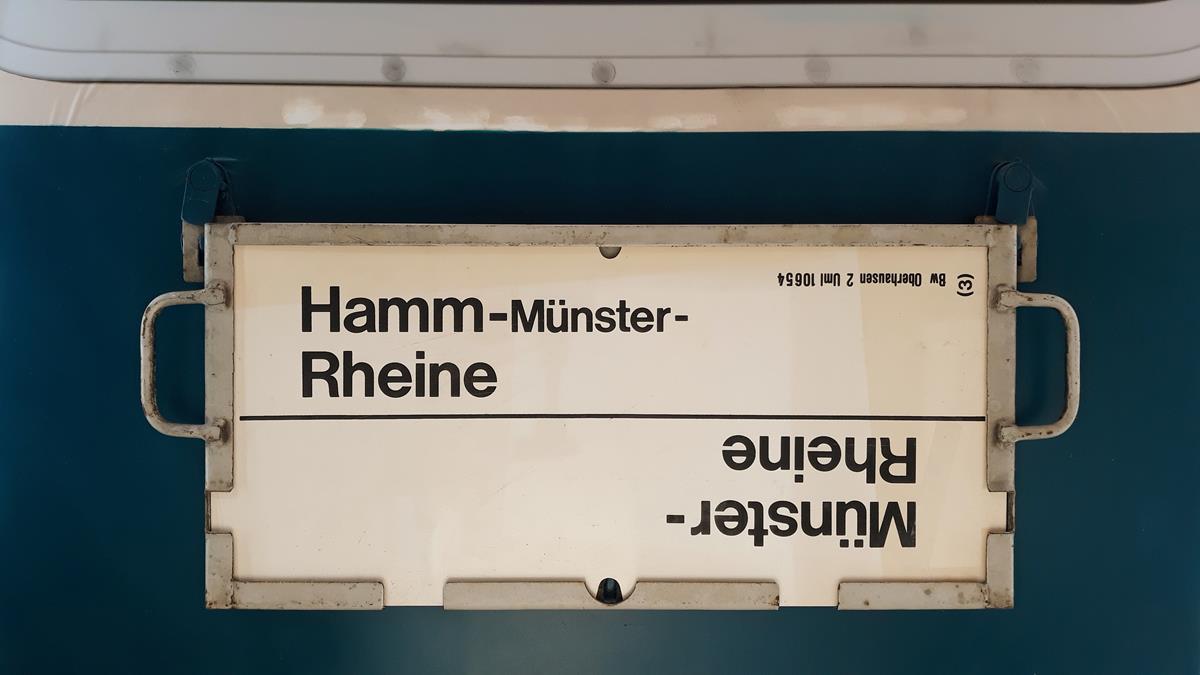 Hamm-Münster-
Rheine
(3)
Bw Oberhausen 2 Uml 10654
Münster-
Rheine